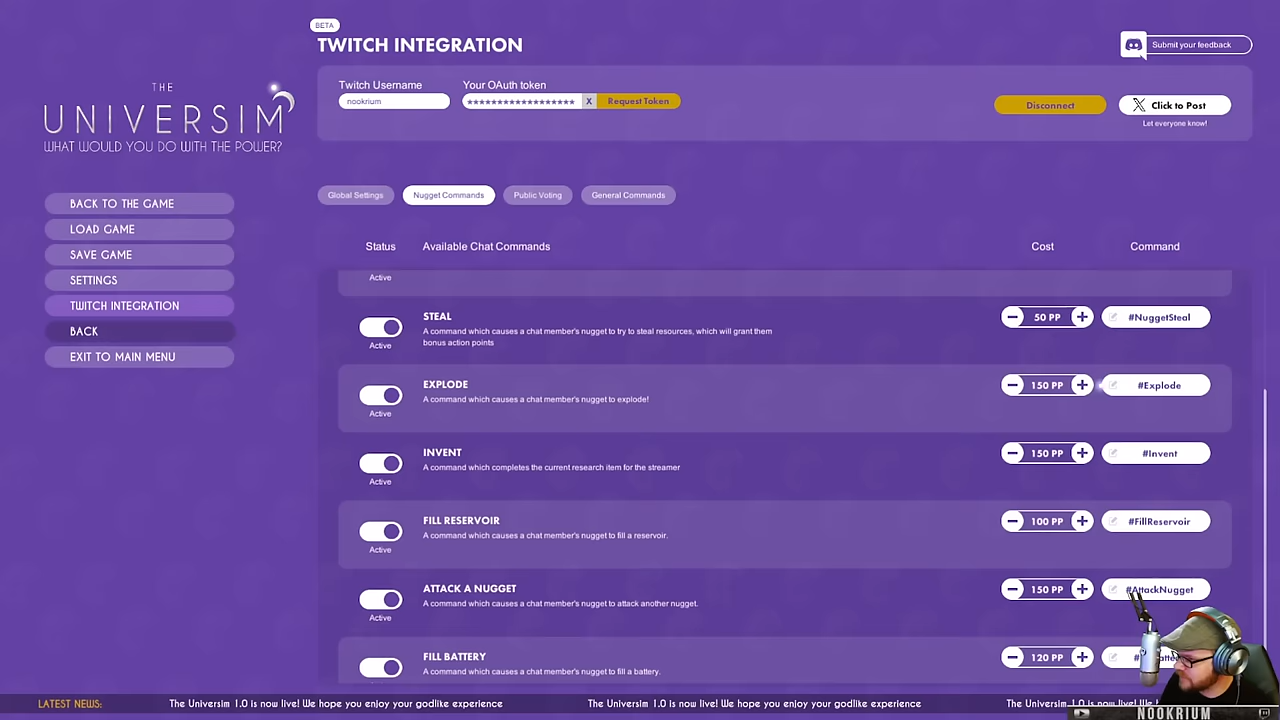 BETA
TWITCH INTEGRATION
Submit your feedback
Twitch Username
Your OAuth token
nookrium
******************
X
Request Token
Disconnect
Click to Post
Let everyone know!
THE
UNIVERSIM
WHAT WOULD YOU DO WITH THE POWER?
BACK TO THE GAME
LOAD GAME
SAVE GAME
SETTINGS
TWITCH INTEGRATION
BACK
EXIT TO MAIN MENU
Global Settings
Nugget Commands
Public Voting
General Commands
Status
Available Chat Commands
Cost
Command
Active
STEAL
A command which causes a chat member's nugget to try to steal resources, which will grant them
bonus action points
Active
50 PP
#NuggetSteal
EXPLODE
A command which causes a chat member's nugget to explode!
Active
150 PP
#Explode
INVENT
A command which completes the current research item for the streamer
Active
150 PP
#Invent
FILL RESERVOIR
A command which causes a chat member's nugget to fill a reservoir.
Active
100 PP
#FillReservoir
ATTACK A NUGGET
A command which causes a chat member's nugget to attack another nugget.
Active
150 PP
#AttackNugget
FILL BATTERY
A command which causes a chat member's nugget to fill a battery.
120 PP
LATEST NEWS:
The Universim 1.0 is now live! We hope you enjoy your godlike experience
The Universim 1.0 is now live! We hope you enjoy your godlike experience
The Universim 1.0 is now live! We
NOOKRIUM